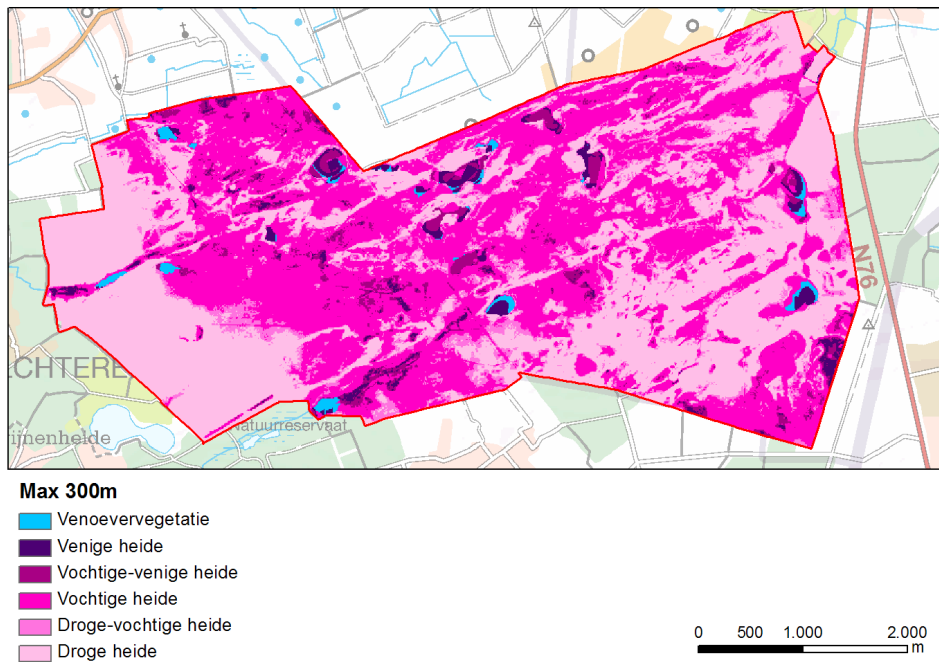 N76
CHTERE
Natuurreservaat
rijnenheide
Max 300m
Venoevervegetatie
Venige heide
Vochtige-venige heide
Vochtige heide
Droge-vochtige heide
Droge heide
0 500 1.000 2.000
m